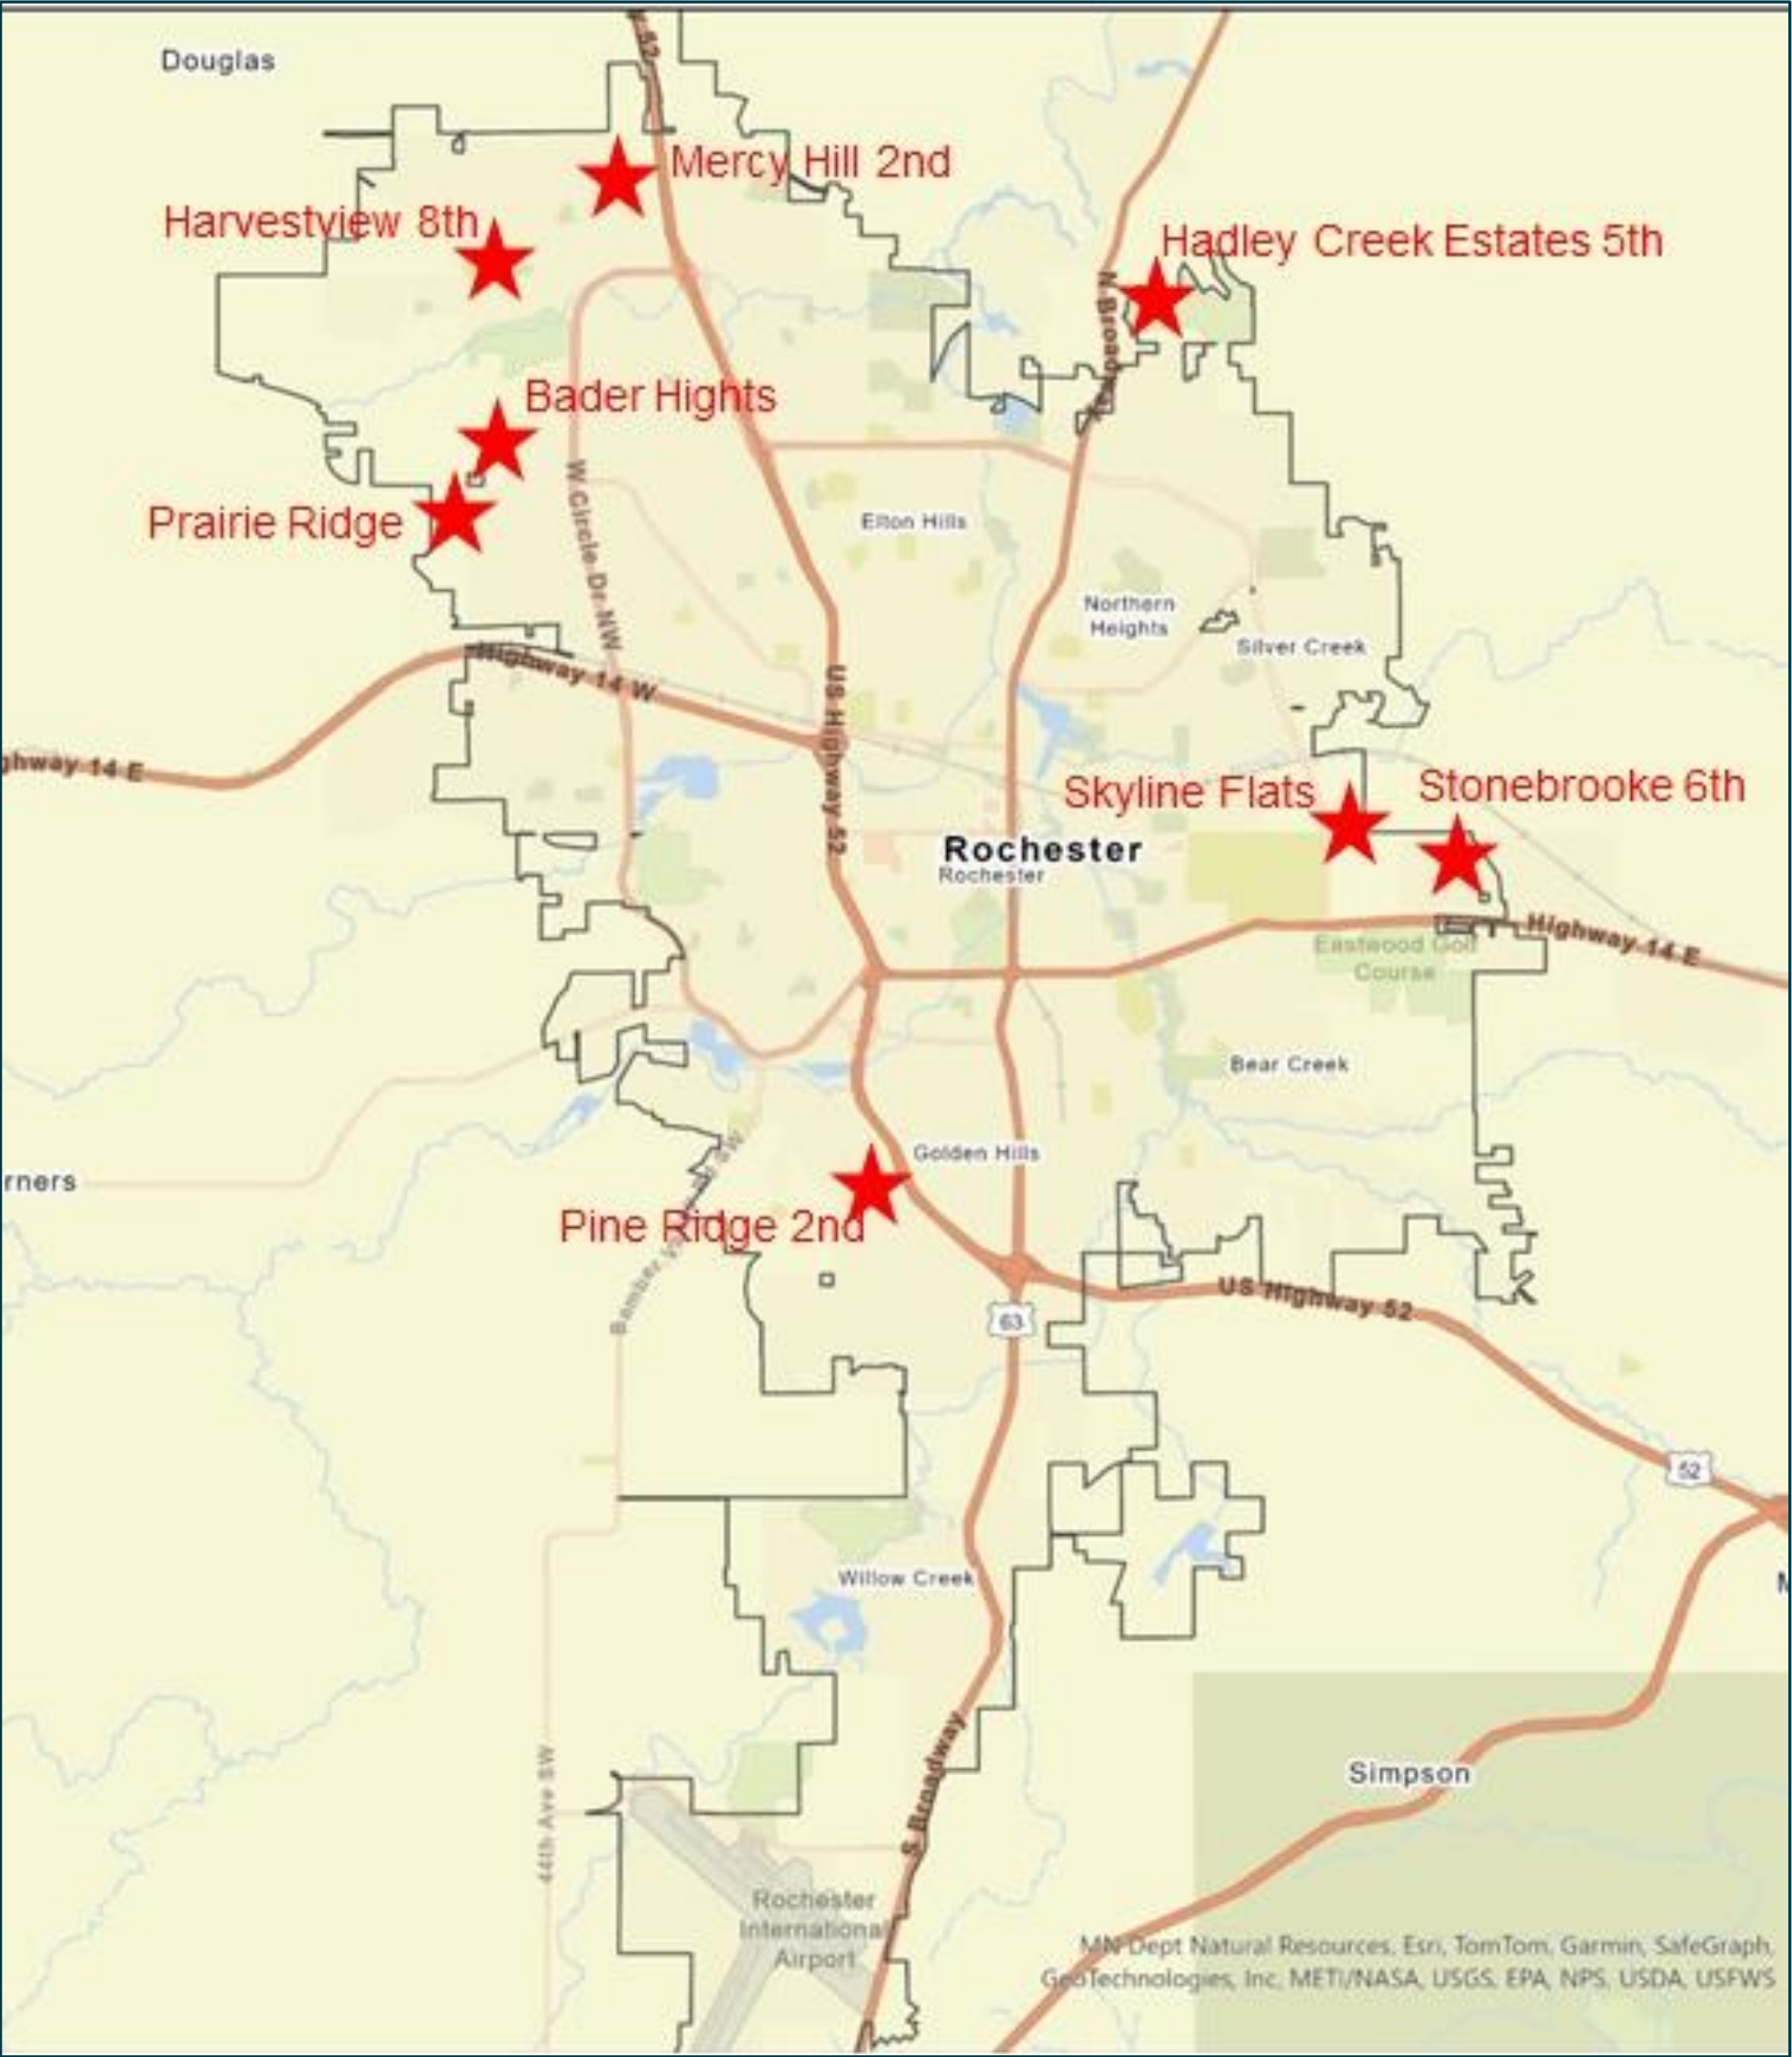 52
Douglas
Mercy Hill 2nd
Harvestview 8th
Hadley Creek Estates 5th
N Broadway
Bader Hights
Prairie Ridge
W Circle Dr NW
Elton Hills
Northern
Heights
Silver Creek
Highway 14 W
US Highway 52
ghway 14 E
Skyline Flats
Stonebrooke 6th
Rochester
Rochester
Highway 14 E
Eastwood Golf
Course
Bear Creek
Golden Hills
rners
Pine Ridge 2nd
SW
US Highway 52
63
52
Willow Creek
M
S Broadway
Simpson
44th Ave SW
Rochester
International
Airport
MN Dept Natural Resources, Esri, TomTom, Garmin, SafeGraph,
GeoTechnologies, Inc, METI/NASA, USGS, EPA, NPS, USDA, USFWS